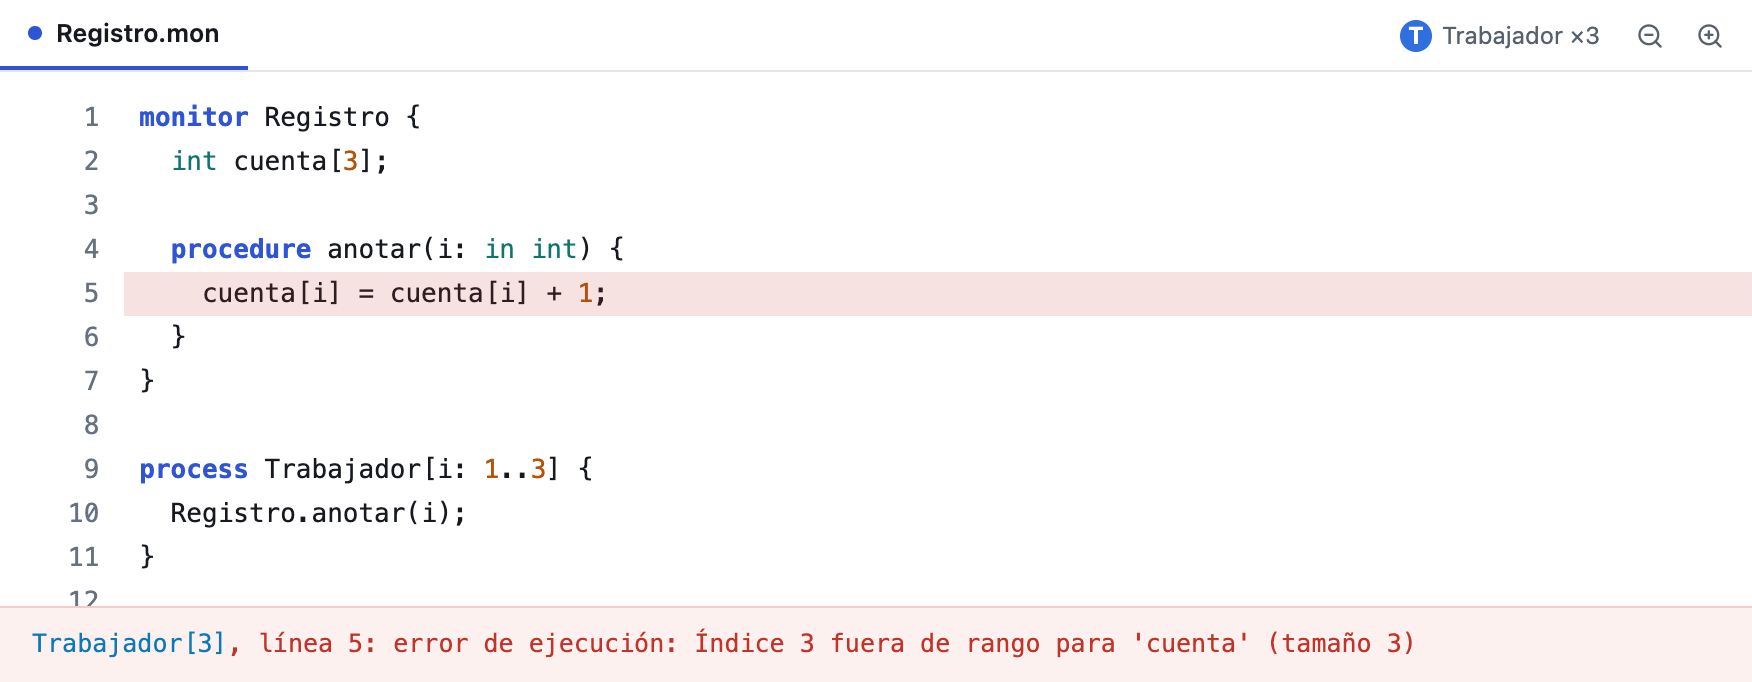 Registro.mon
T Trabajador ×3
1 monitor Registro {
2 int cuenta[3];
3
4 procedure anotar(i: in int) {
5 cuenta[i] = cuenta[i] + 1;
6 }
7 }
8
9 process Trabajador[i: 1..3] {
10 Registro.anotar(i);
11 }
12
Trabajador[3], línea 5: error de ejecución: Índice 3 fuera de rango para 'cuenta' (tamaño 3)